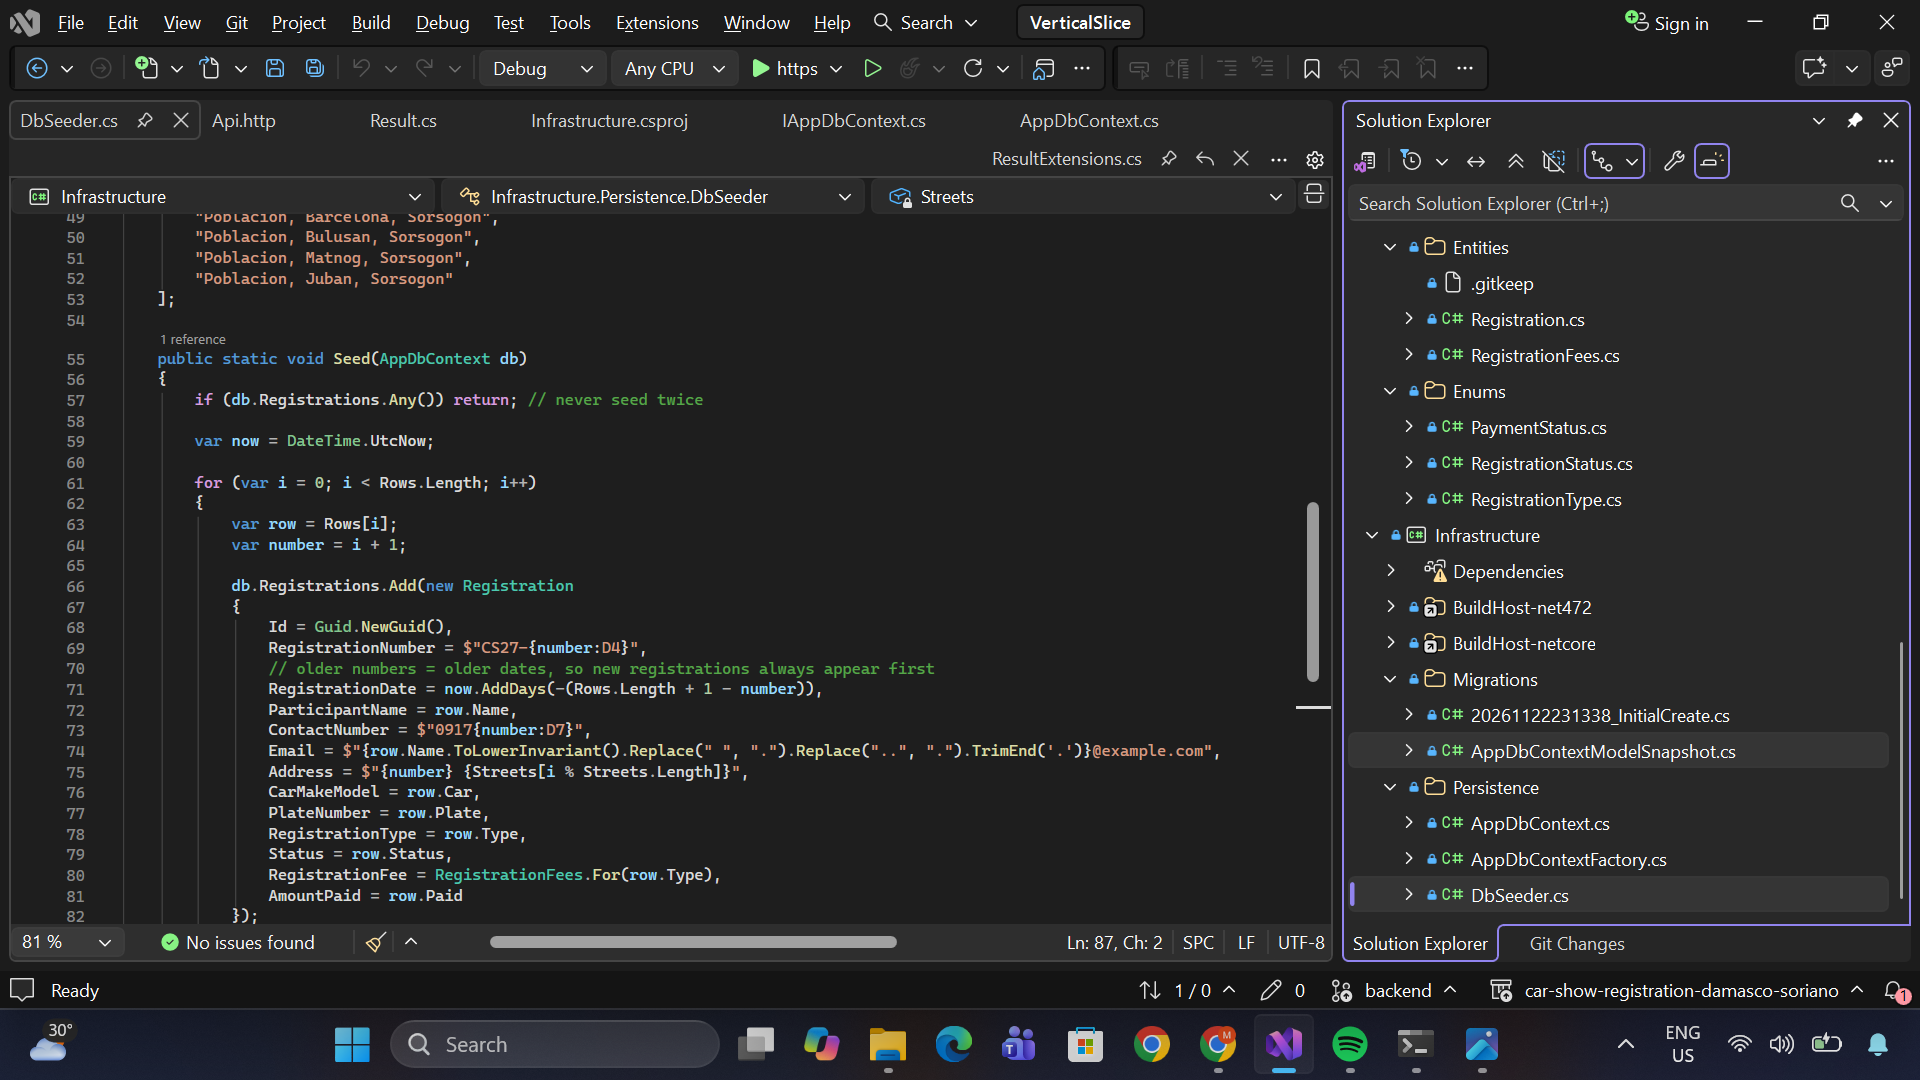 File Edit View Git Project Build Debug Test Tools Extensions Window Help Search VerticalSlice Sign in
Debug Any CPU https
DbSeeder.cs Api.http Result.cs Infrastructure.csproj IAppDbContext.cs AppDbContext.cs
ResultExtensions.cs
Infrastructure Infrastructure.Persistence.DbSeeder Streets
49 "Poblacion, Barcelona, Sorsogon",
50 "Poblacion, Bulusan, Sorsogon",
51 "Poblacion, Matnog, Sorsogon",
52 "Poblacion, Juban, Sorsogon"
53 ];
54
1 reference
55 public static void Seed(AppDbContext db)
56 {
57 if (db.Registrations.Any()) return; // never seed twice
58
59 var now = DateTime.UtcNow;
60
61 for (var i = 0; i < Rows.Length; i++)
62 {
63 var row = Rows[i];
64 var number = i + 1;
65
66 db.Registrations.Add(new Registration
67 {
68 Id = Guid.NewGuid(),
69 RegistrationNumber = $"CS27-{number:D4}",
70 // older numbers = older dates, so new registrations always appear first
71 RegistrationDate = now.AddDays(-(Rows.Length + 1 - number)),
72 ParticipantName = row.Name,
73 ContactNumber = $"0917{number:D7}",
74 Email = $"{row.Name.ToLowerInvariant().Replace(" ", ".").Replace("..", ".").TrimEnd('.')}@example.com",
75 Address = $"{number} {Streets[i % Streets.Length]}",
76 CarMakeModel = row.Car,
77 PlateNumber = row.Plate,
78 RegistrationType = row.Type,
79 Status = row.Status,
80 RegistrationFee = RegistrationFees.For(row.Type),
81 AmountPaid = row.Paid
82 });
81 % No issues found Ln: 87, Ch: 2 SPC LF UTF-8
Solution Explorer
Search Solution Explorer (Ctrl+;)
Entities
.gitkeep
C# Registration.cs
C# RegistrationFees.cs
Enums
C# PaymentStatus.cs
C# RegistrationStatus.cs
C# RegistrationType.cs
C# Infrastructure
Dependencies
BuildHost-net472
BuildHost-netcore
Migrations
C# 20261122231338_InitialCreate.cs
C# AppDbContextModelSnapshot.cs
Persistence
C# AppDbContext.cs
C# AppDbContextFactory.cs
C# DbSeeder.cs
Solution Explorer Git Changes
Ready 1 / 0 0 backend car-show-registration-damasco-soriano 1
30° Search ENG
US